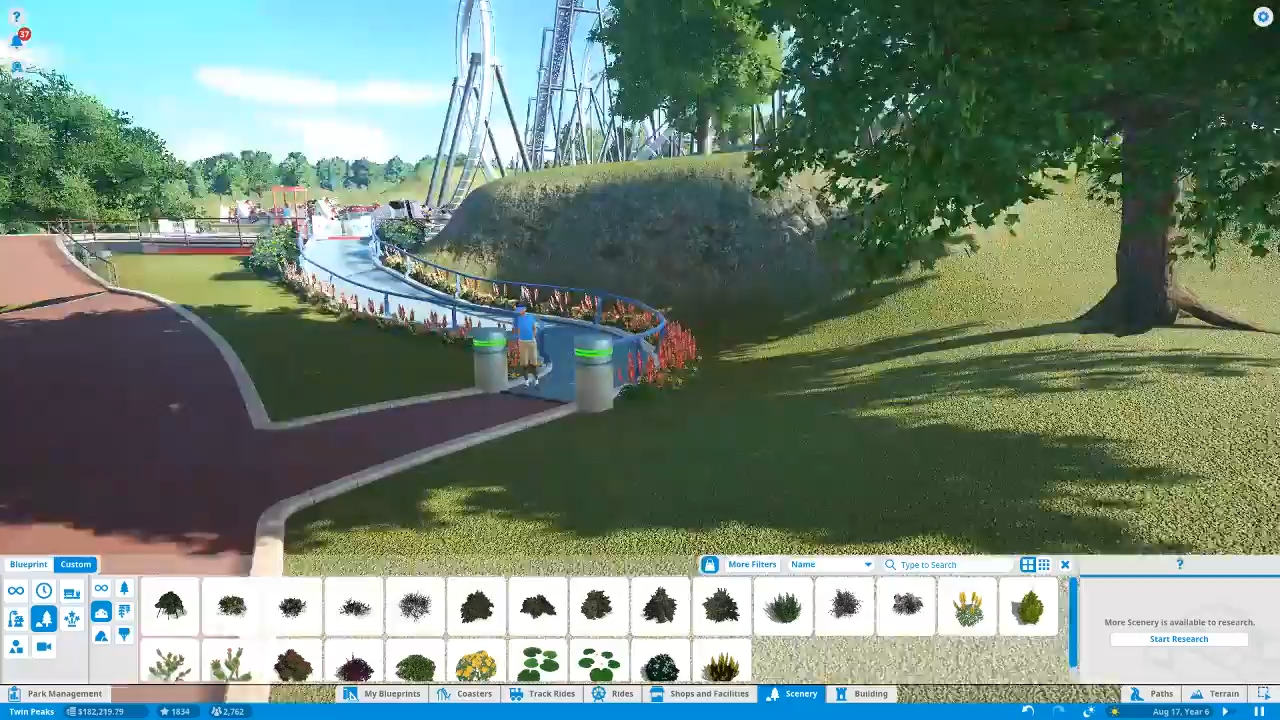 ?
37
Blueprint
Custom
More Filters
Name
Type to Search
?
More Scenery is available to research.
Start Research
Park Management
My Blueprints
Coasters
Track Rides
Rides
Shops and Facilities
Scenery
Building
Paths
Terrain
Twin Peaks
$182,219.79
1834
2,762
Aug 17, Year 6